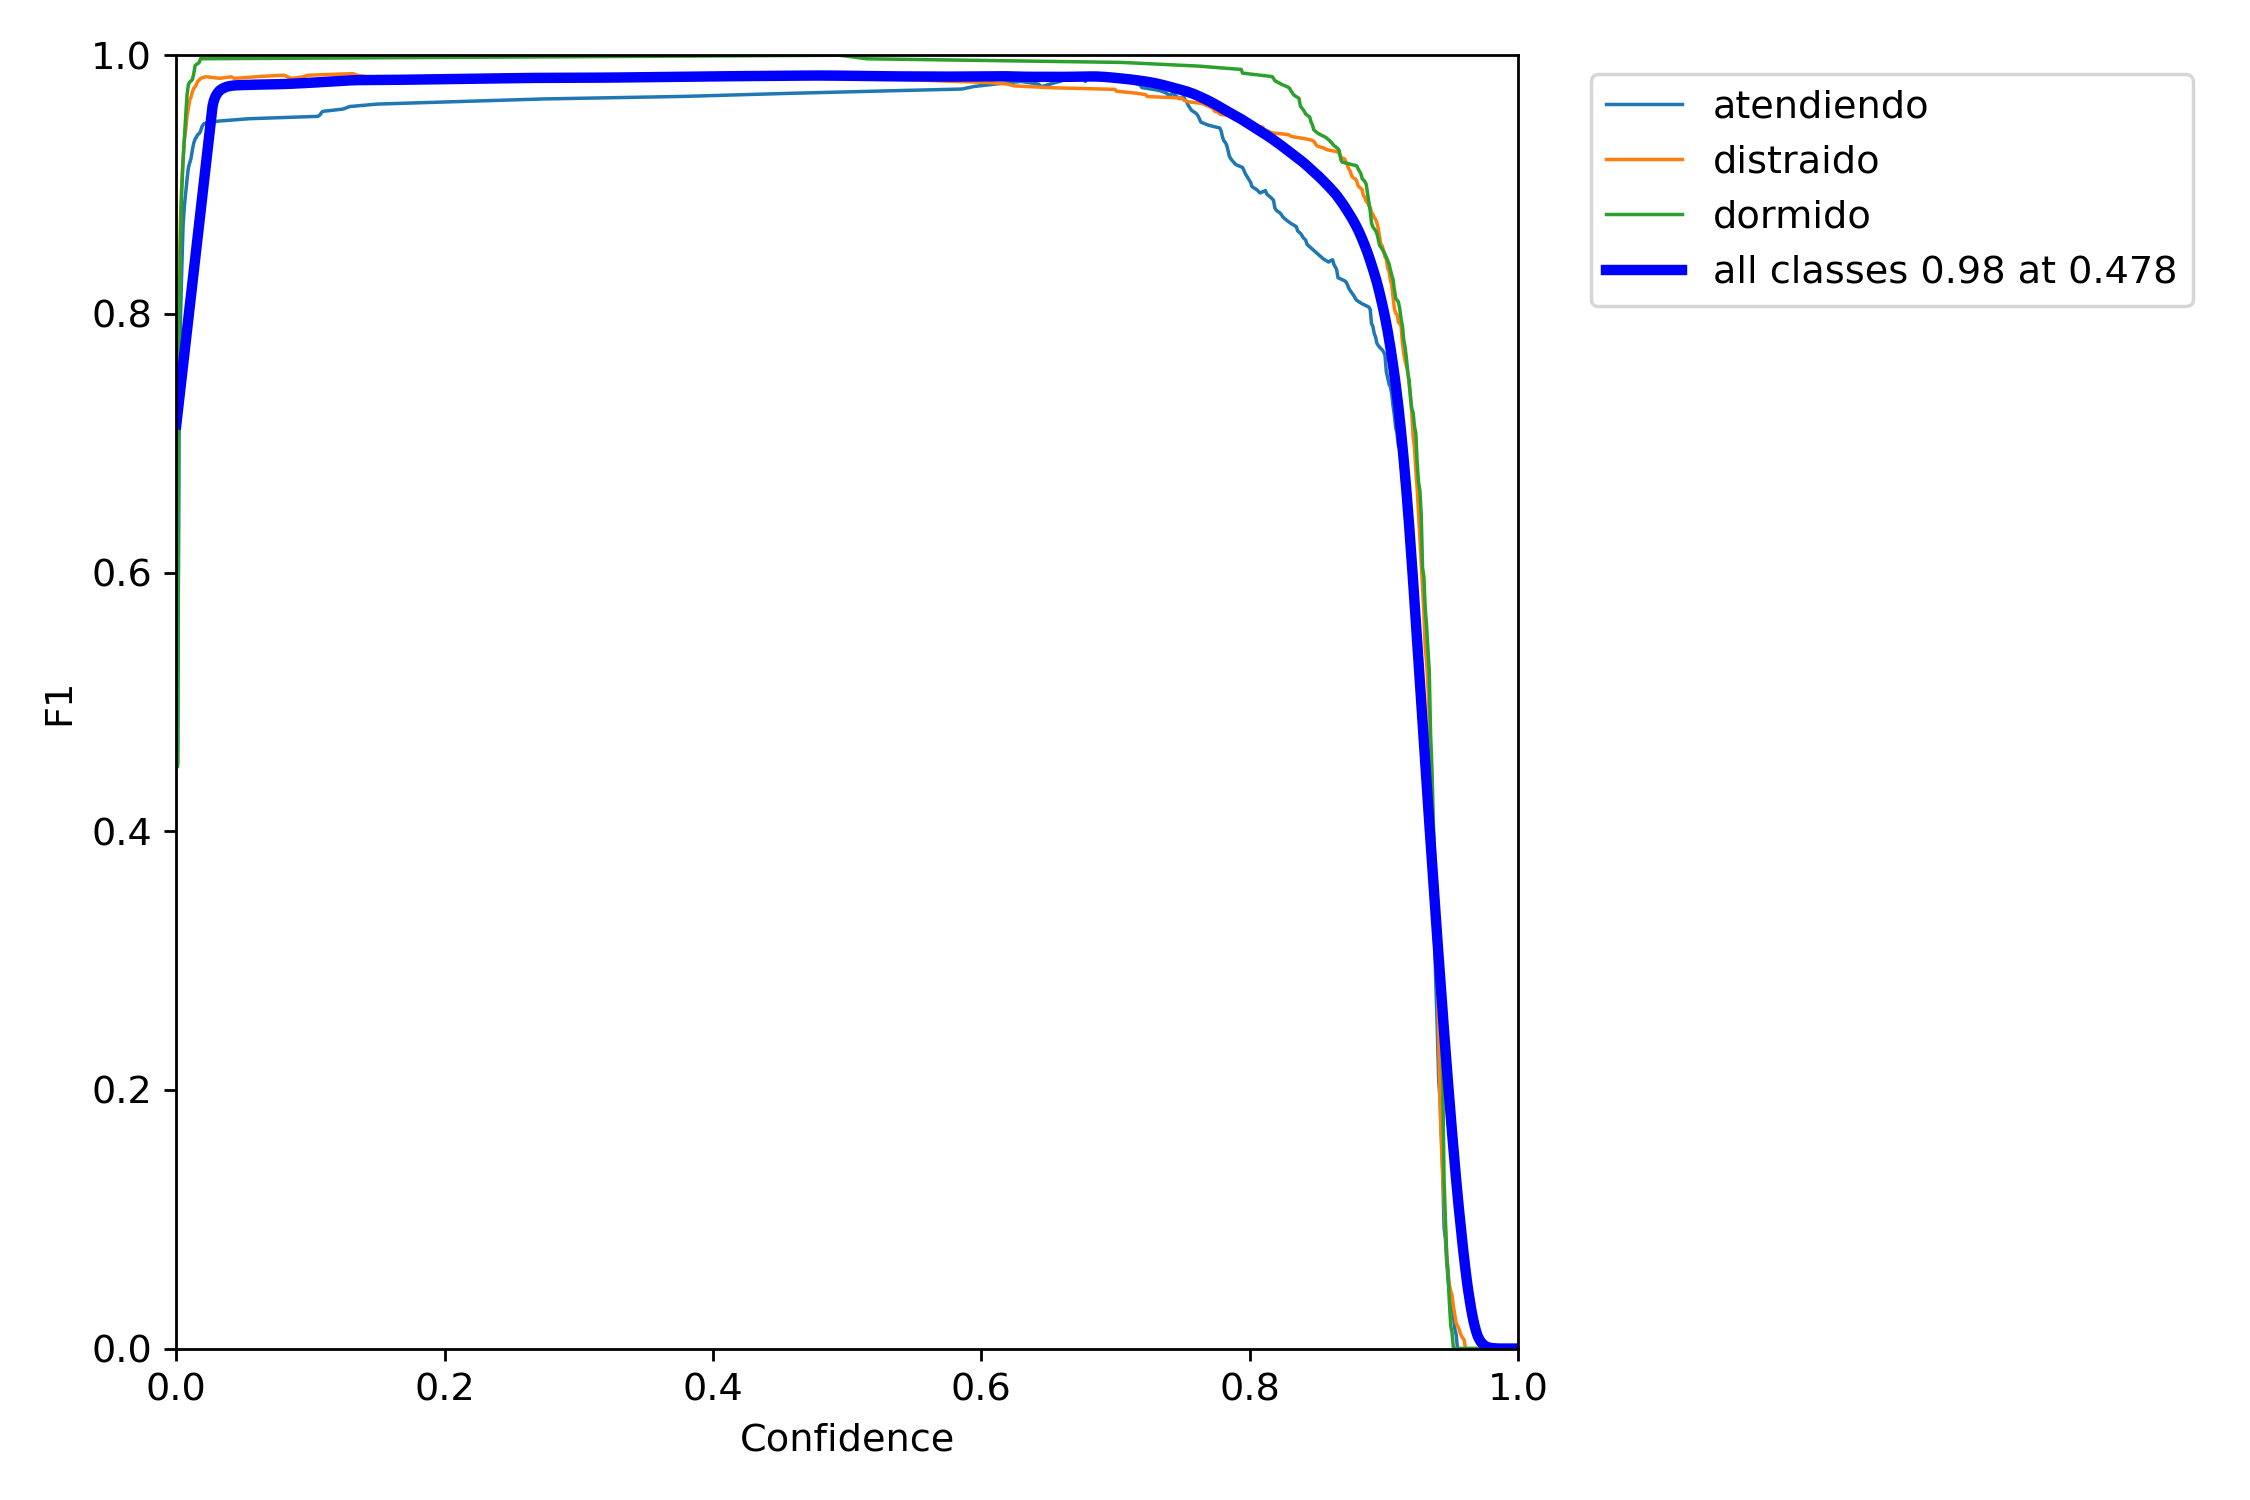 F1
1.0
0.8
0.6
0.4
0.2
0.0
0.0 0.2 0.4 0.6 0.8 1.0
Confidence
atendiendo
distraido
dormido
all classes 0.98 at 0.478